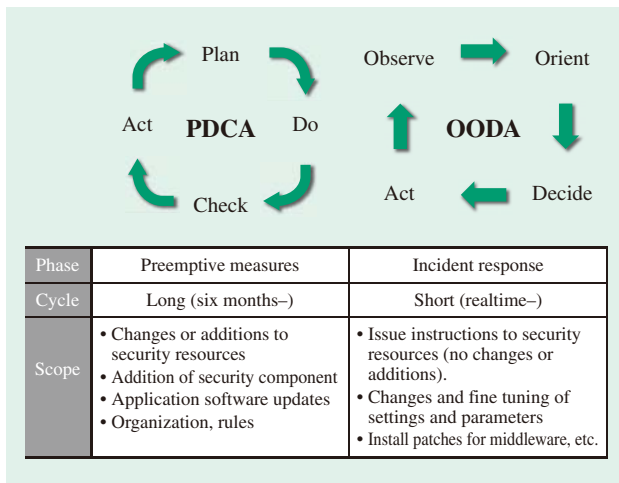 Plan
Act PDCA Do
Check
Observe Orient
OODA
Act Decide
Phase Preemptive measures Incident response
Cycle Long (six months–) Short (realtime–)
Scope
• Changes or additions to
security resources
• Addition of security component
• Application software updates
• Organization, rules
• Issue instructions to security
resources (no changes or
additions).
• Changes and fine tuning of
settings and parameters
• Install patches for middleware, etc.